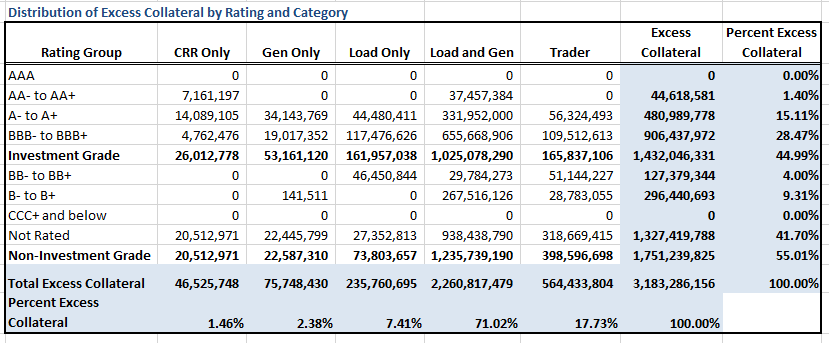 Distribution of Excess Collateral by Rating and Category
Rating Group CRR Only Gen Only Load Only Load and Gen Trader Excess Collateral Percent Excess Collateral
AAA 0 0 0 0 0 0 0.00%
AA- to AA+ 7,161,197 0 0 37,457,384 0 44,618,581 1.40%
A- to A+ 14,089,105 34,143,769 44,480,411 331,952,000 56,324,493 480,989,778 15.11%
BBB- to BBB+ 4,762,476 19,017,352 117,476,626 655,668,906 109,512,613 906,437,972 28.47%
Investment Grade 26,012,778 53,161,120 161,957,038 1,025,078,290 165,837,106 1,432,046,331 44.99%
BB- to BB+ 0 0 46,450,844 29,784,273 51,144,227 127,379,344 4.00%
B- to B+ 0 141,511 0 267,516,126 28,783,055 296,440,693 9.31%
CCC+ and below 0 0 0 0 0 0 0.00%
Not Rated 20,512,971 22,445,799 27,352,813 938,438,790 318,669,415 1,327,419,788 41.70%
Non-Investment Grade 20,512,971 22,587,310 73,803,657 1,235,739,190 398,596,698 1,751,239,825 55.01%
Total Excess Collateral 46,525,748 75,748,430 235,760,695 2,260,817,479 564,433,804 3,183,286,156 100.00%
Percent Excess
Collateral 1.46% 2.38% 7.41% 71.02% 17.73% 100.00%